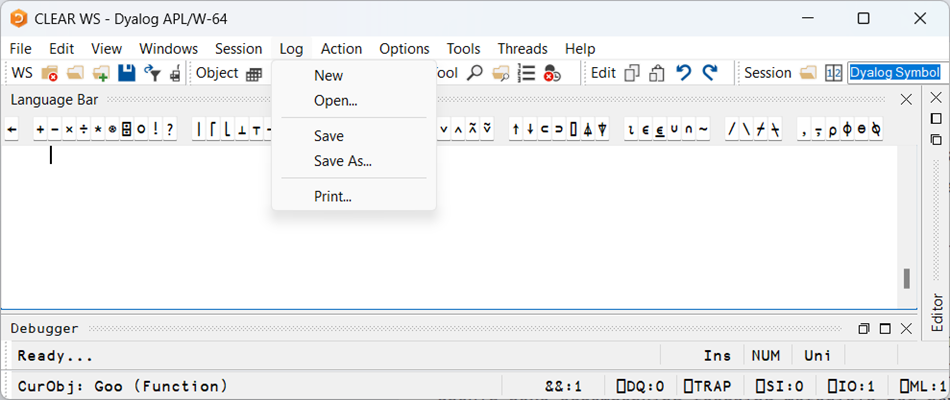 CLEAR WS - Dyalog APL/W-64
File Edit View Windows Session Log Action Options Tools Threads Help
WS Object Tool Edit Session Dyalog Symbol
New
Open...
Save
Save As...
Print...
Language Bar
← + - × ÷ * ⍟ ⌹ ○ ! ? | ⌈ ⌊ ⊥ ⊤ ∨ ∧ ⍲ ⍱ ↑ ↓ ⊂ ⊃ ⌷ ⍋ ⍒ ⍳ ∊ ⍷ ∪ ∩ ~ / \ ⌿ ⍀ , ⍪ ⍴ ⌽ ⊖ ⍉
Editor
Debugger
Ready... Ins NUM Uni
CurObj: Goo (Function) &&:1 ⎕DQ:0 ⎕TRAP ⎕SI:0 ⎕IO:1 ⎕ML:1